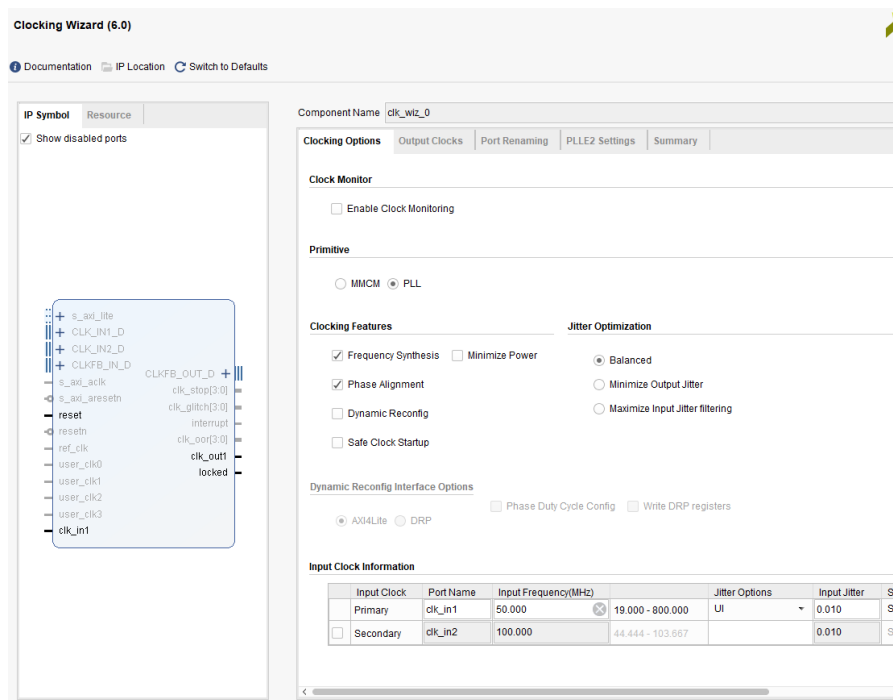 Clocking Wizard (6.0)
Documentation IP Location Switch to Defaults
IP Symbol Resource
Show disabled ports
s_axi_lite
CLK_IN1_D
CLK_IN2_D
CLKFB_IN_D
s_axi_aclk
s_axi_aresetn
reset
resetn
ref_clk
user_clk0
user_clk1
user_clk2
user_clk3
clk_in1
CLKFB_OUT_D
clk_stop[3:0]
clk_glitch[3:0]
interrupt
clk_oor[3:0]
clk_out1
locked
Component Name clk_wiz_0
Clocking Options Output Clocks Port Renaming PLLE2 Settings Summary
Clock Monitor
Enable Clock Monitoring
Primitive
MMCM PLL
Clocking Features
Frequency Synthesis Minimize Power
Phase Alignment
Dynamic Reconfig
Safe Clock Startup
Jitter Optimization
Balanced
Minimize Output Jitter
Maximize Input Jitter filtering
Dynamic Reconfig Interface Options
AXI4Lite DRP
Phase Duty Cycle Config Write DRP registers
Input Clock Information
Input Clock Port Name Input Frequency(MHz) Jitter Options Input Jitter S
Primary clk_in1 50.000 19.000 - 800.000 UI 0.010 S
Secondary clk_in2 100.000 44.444 - 103.667 0.010 S